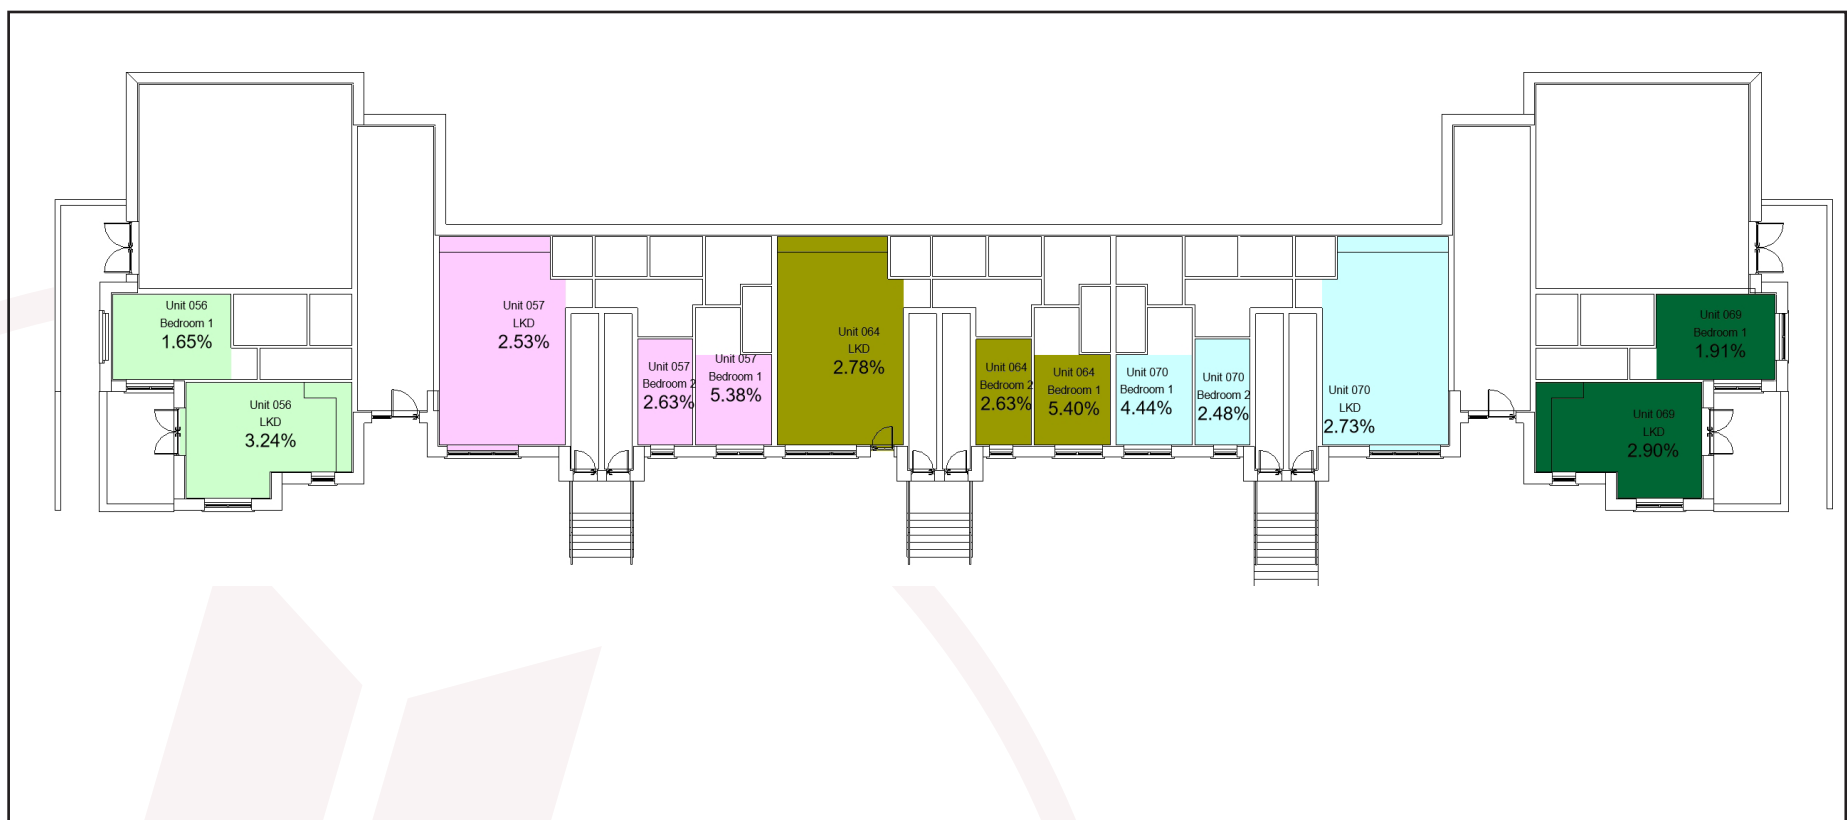 Unit 056
Bedroom 1
1.65%
Unit 056
LKD
3.24%
Unit 057
LKD
2.53%
Unit 057
Bedroom 2
2.63%
Unit 057
Bedroom 1
5.38%
Unit 064
LKD
2.78%
Unit 064
Bedroom 2
2.63%
Unit 064
Bedroom 1
5.40%
Unit 070
Bedroom 1
4.44%
Unit 070
Bedroom 2
2.48%
Unit 070
LKD
2.73%
Unit 069
Bedroom 1
1.91%
Unit 069
LKD
2.90%